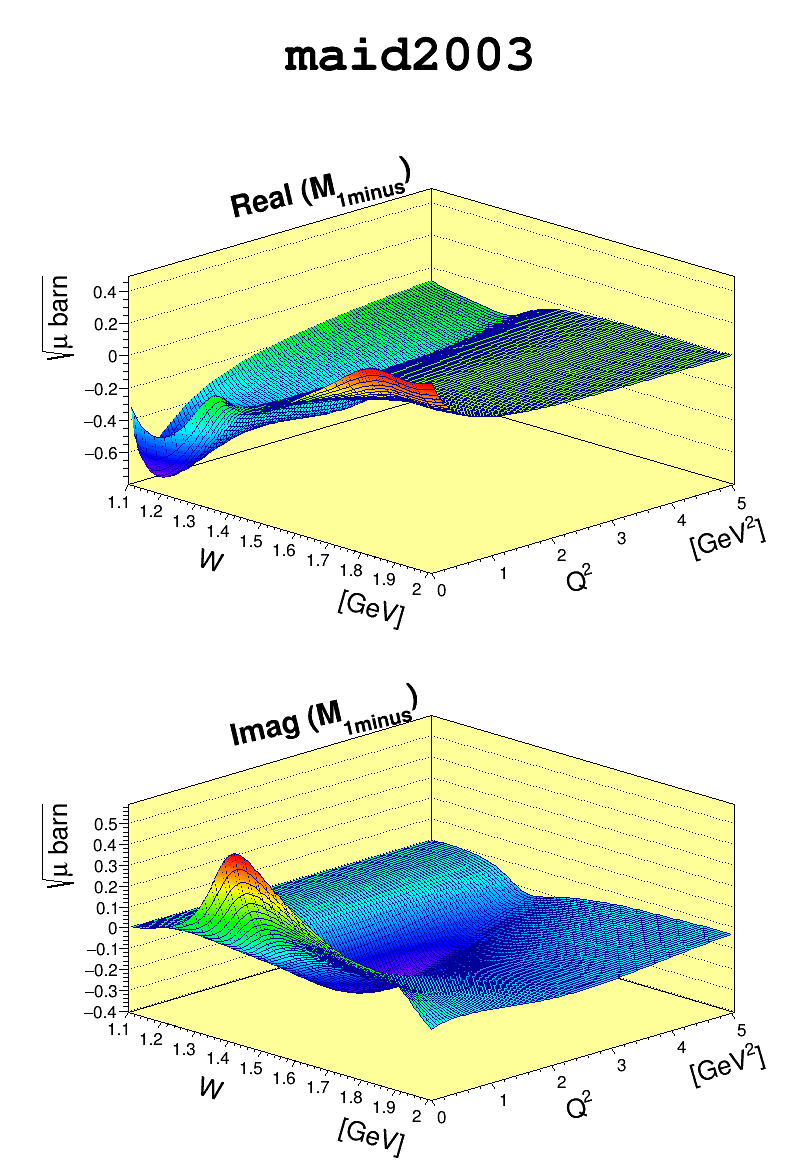 maid2003
Real (M1minus)
√μ barn
0.4
0.2
0
−0.2
−0.4
−0.6
1.1 1.2 1.3 1.4 1.5 1.6 1.7 1.8 1.9 2
W
[GeV]
0 1 2 3 4 5
Q²
[GeV²]
Imag (M1minus)
√μ barn
0.5
0.4
0.3
0.2
0.1
0
−0.1
−0.2
−0.3
−0.4
1.1 1.2 1.3 1.4 1.5 1.6 1.7 1.8 1.9 2
W
[GeV]
0 1 2 3 4 5
Q²
[GeV²]